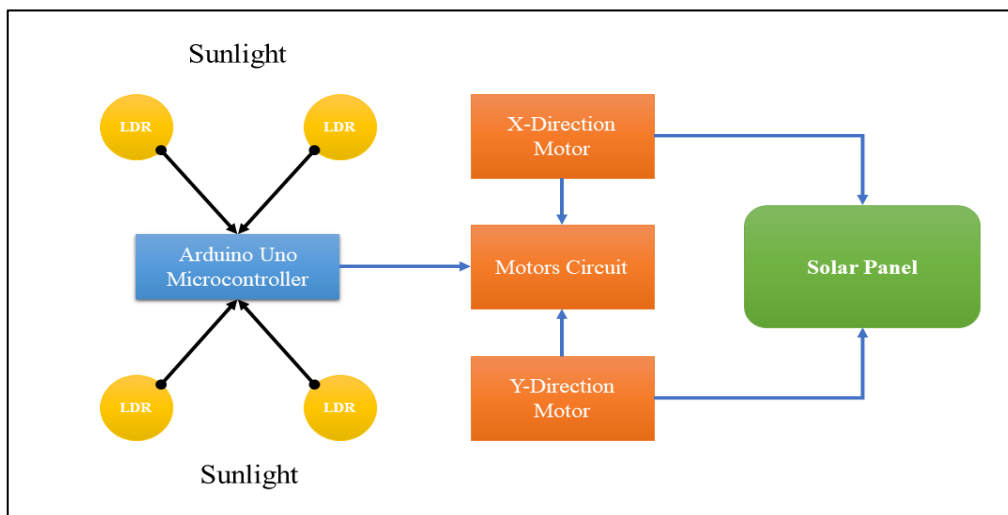 Sunlight
LDR
LDR
X-Direction
Motor
Arduino Uno
Microcontroller
Motors Circuit
Solar Panel
Y-Direction
Motor
LDR
LDR
Sunlight